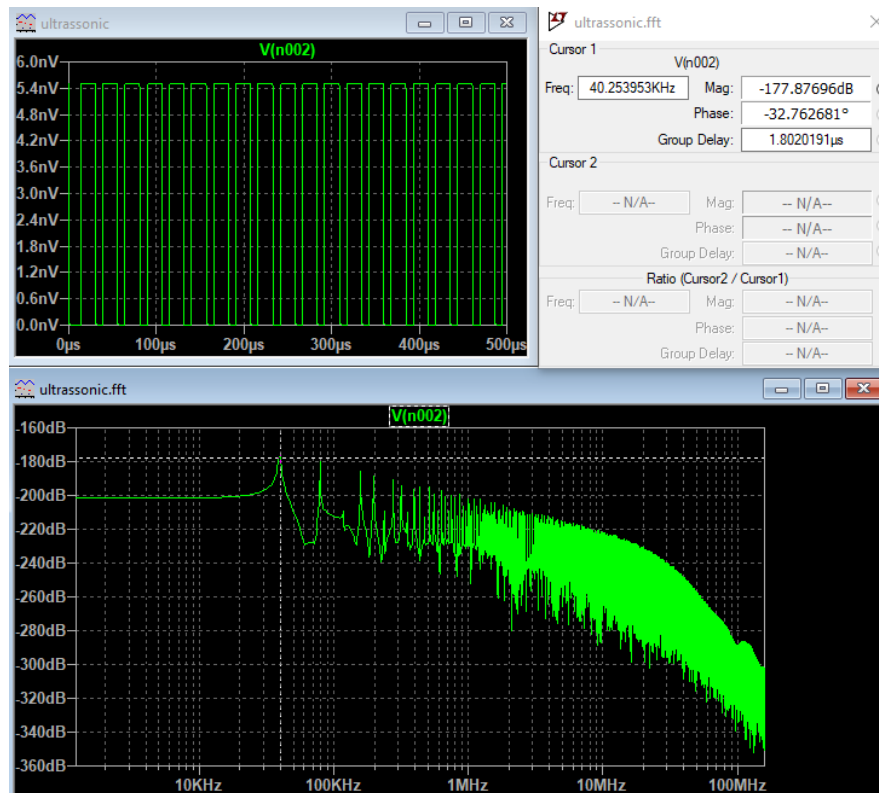 ultrassonic
V(n002)
6.0nV
5.4nV
4.8nV
4.2nV
3.6nV
3.0nV
2.4nV
1.8nV
1.2nV
0.6nV
0.0nV
0µs 100µs 200µs 300µs 400µs 500µs
ultrassonic.fft
Cursor 1
V(n002)
Freq: 40.253953KHz Mag: -177.87696dB
Phase: -32.762681°
Group Delay: 1.8020191µs
Cursor 2
Freq: -- N/A-- Mag: -- N/A--
Phase: -- N/A--
Group Delay: -- N/A--
Ratio (Cursor2 / Cursor1)
Freq: -- N/A-- Mag: -- N/A--
Phase: -- N/A--
Group Delay: -- N/A--
ultrassonic.fft
V(n002)
-160dB
-180dB
-200dB
-220dB
-240dB
-260dB
-280dB
-300dB
-320dB
-340dB
-360dB
10KHz 100KHz 1MHz 10MHz 100MHz